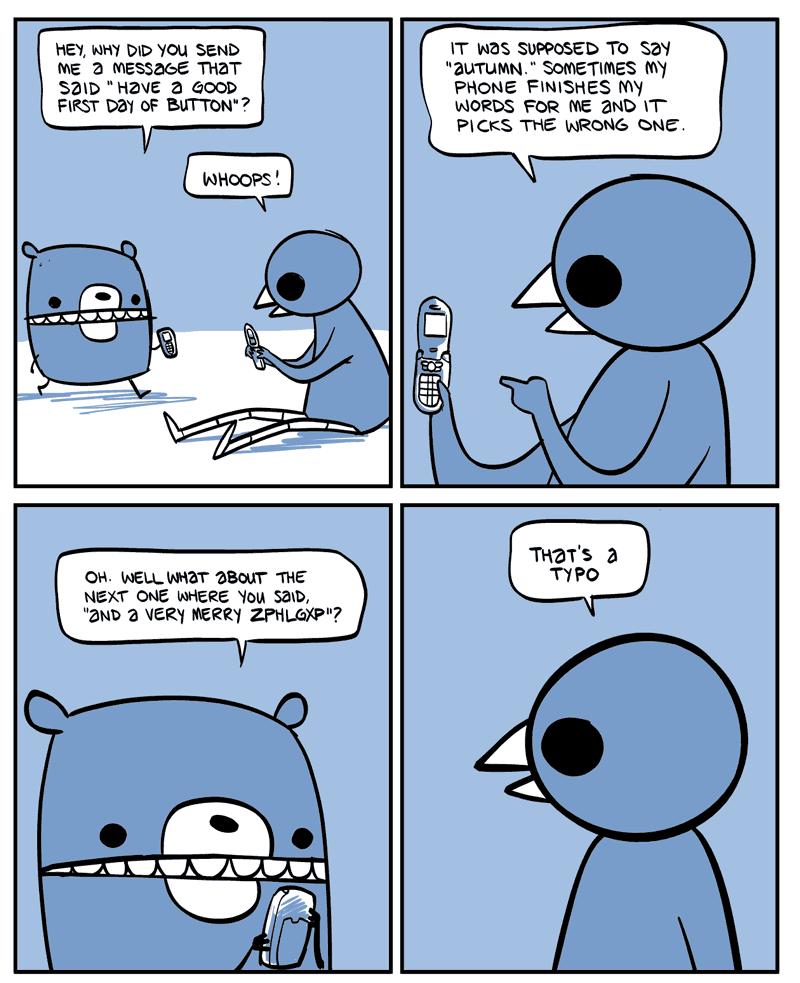 HEY, WHY DID YOU SEND
ME A MESSAGE THAT
SAID "HAVE A GOOD
FIRST DAY OF BUTTON"?
WHOOPS!
IT WAS SUPPOSED TO SAY
"AUTUMN." SOMETIMES MY
PHONE FINISHES MY
WORDS FOR ME AND IT
PICKS THE WRONG ONE.
OH. WELL WHAT ABOUT THE
NEXT ONE WHERE YOU SAID,
"AND A VERY MERRY ZPHLGXP"?
THAT'S A
TYPO